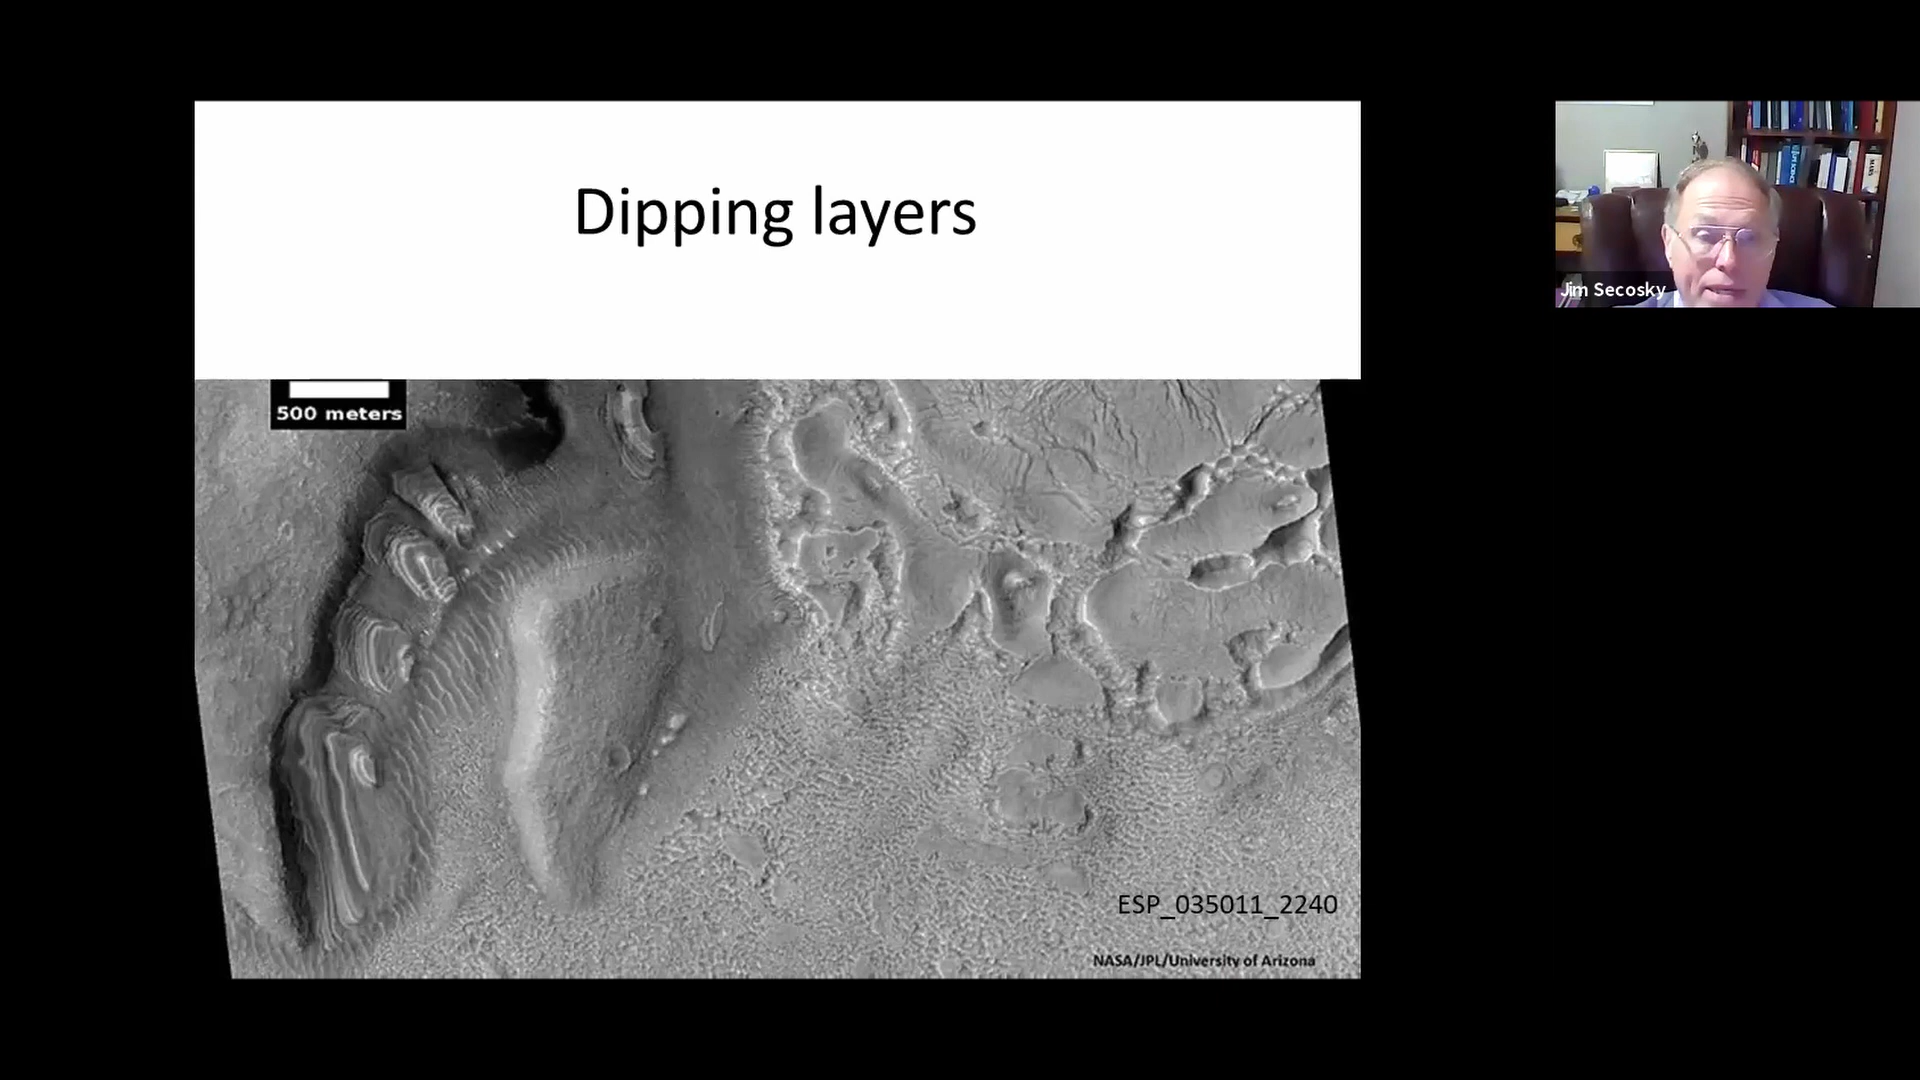 Dipping layers
500 meters
ESP_035011_2240
NASA/JPL/University of Arizona
Jim Secosky